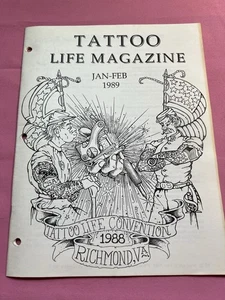 TATTOO
LIFE MAGAZINE
JAN-FEB
1989
TATTOO LIFE CONVENTION
1988
RICHMOND, VA